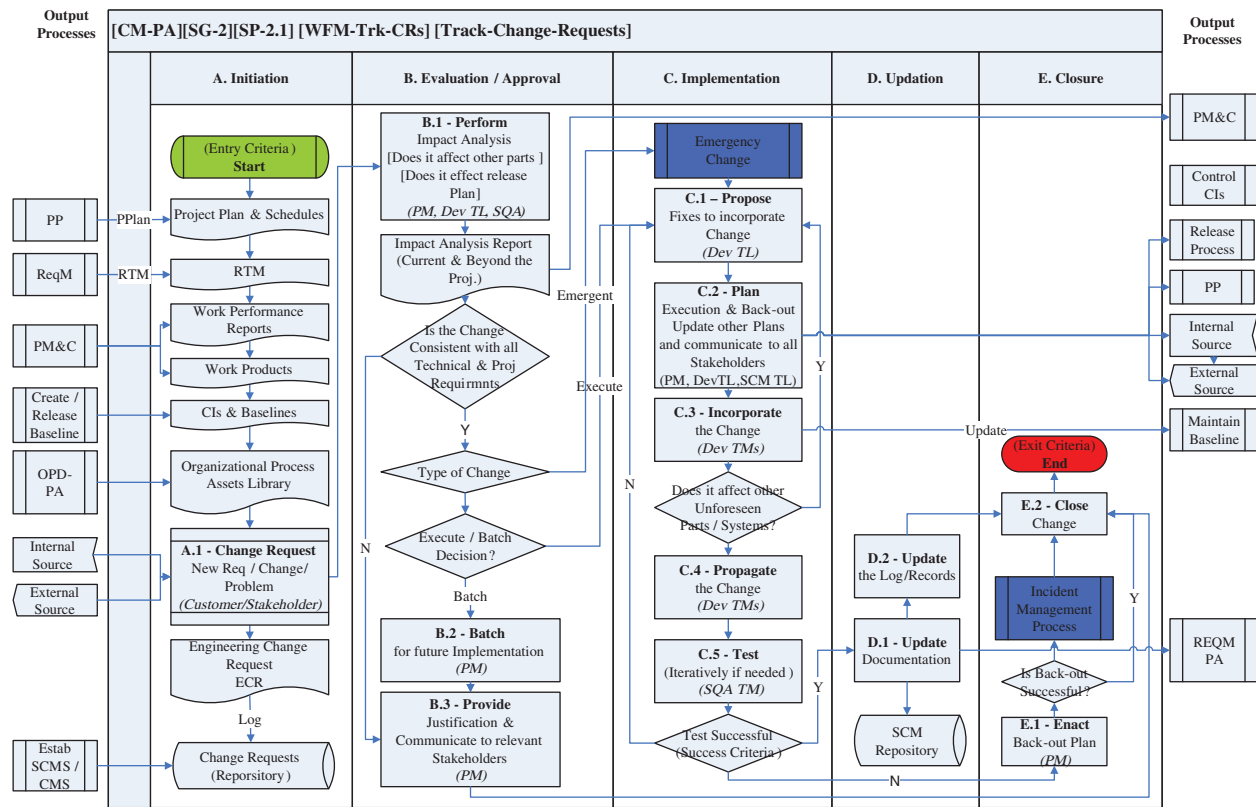 Output
Processes
[CM-PA][SG-2][SP-2.1] [WFM-Trk-CRs] [Track-Change-Requests]
Output
Processes
A. Initiation
B. Evaluation / Approval
C. Implementation
D. Updation
E. Closure
PP
ReqM
PM&C
Create /
Release
Baseline
OPD-
PA
Internal
Source
External
Source
Estab
SCMS /
CMS
PPlan
RTM
(Entry Criteria )
Start
Project Plan & Schedules
RTM
Work Performance
Reports
Work Products
CIs & Baselines
Organizational Process
Assets Library
A.1 - Change Request
New Req / Change/
Problem
(Customer/Stakeholder)
Engineering Change
Request
ECR
Log
Change Requests
(Reporsitory )
B.1 - Perform
Impact Analysis
[Does it affect other parts ]
[Does it effect release
Plan]
(PM, Dev TL, SQA)
Impact Analysis Report
(Current & Beyond the
Proj.)
Is the Change
Consistent with all
Technical & Proj
Requirmnts
Y
N
Type of Change
Execute / Batch
Decision?
Batch
B.2 - Batch
for future Implementation
(PM)
B.3 - Provide
Justification &
Communicate to relevant
Stakeholders
(PM)
Emergent
Execute
Emergency
Change
C.1 – Propose
Fixes to incorporate
Change
(Dev TL)
C.2 - Plan
Execution & Back-out
Update other Plans
and communicate to all
Stakeholders
(PM, DevTL,SCM TL)
C.3 - Incorporate
the Change
(Dev TMs)
Does it affect other
Unforeseen
Parts / Systems?
Y
N
C.4 - Propagate
the Change
(Dev TMs)
C.5 - Test
(Iteratively if needed )
(SQA TM)
Test Successful
(Success Criteria )
Y
N
D.2 - Update
the Log/Records
D.1 - Update
Documentation
SCM
Repository
Update
(Exit Criteria)
End
E.2 - Close
Change
Incident
Management
Process
Y
Is Back-out
Successful?
E.1 - Enact
Back-out Plan
(PM)
PM&C
Control
CIs
Release
Process
PP
Internal
Source
External
Source
Maintain
Baseline
REQM
PA